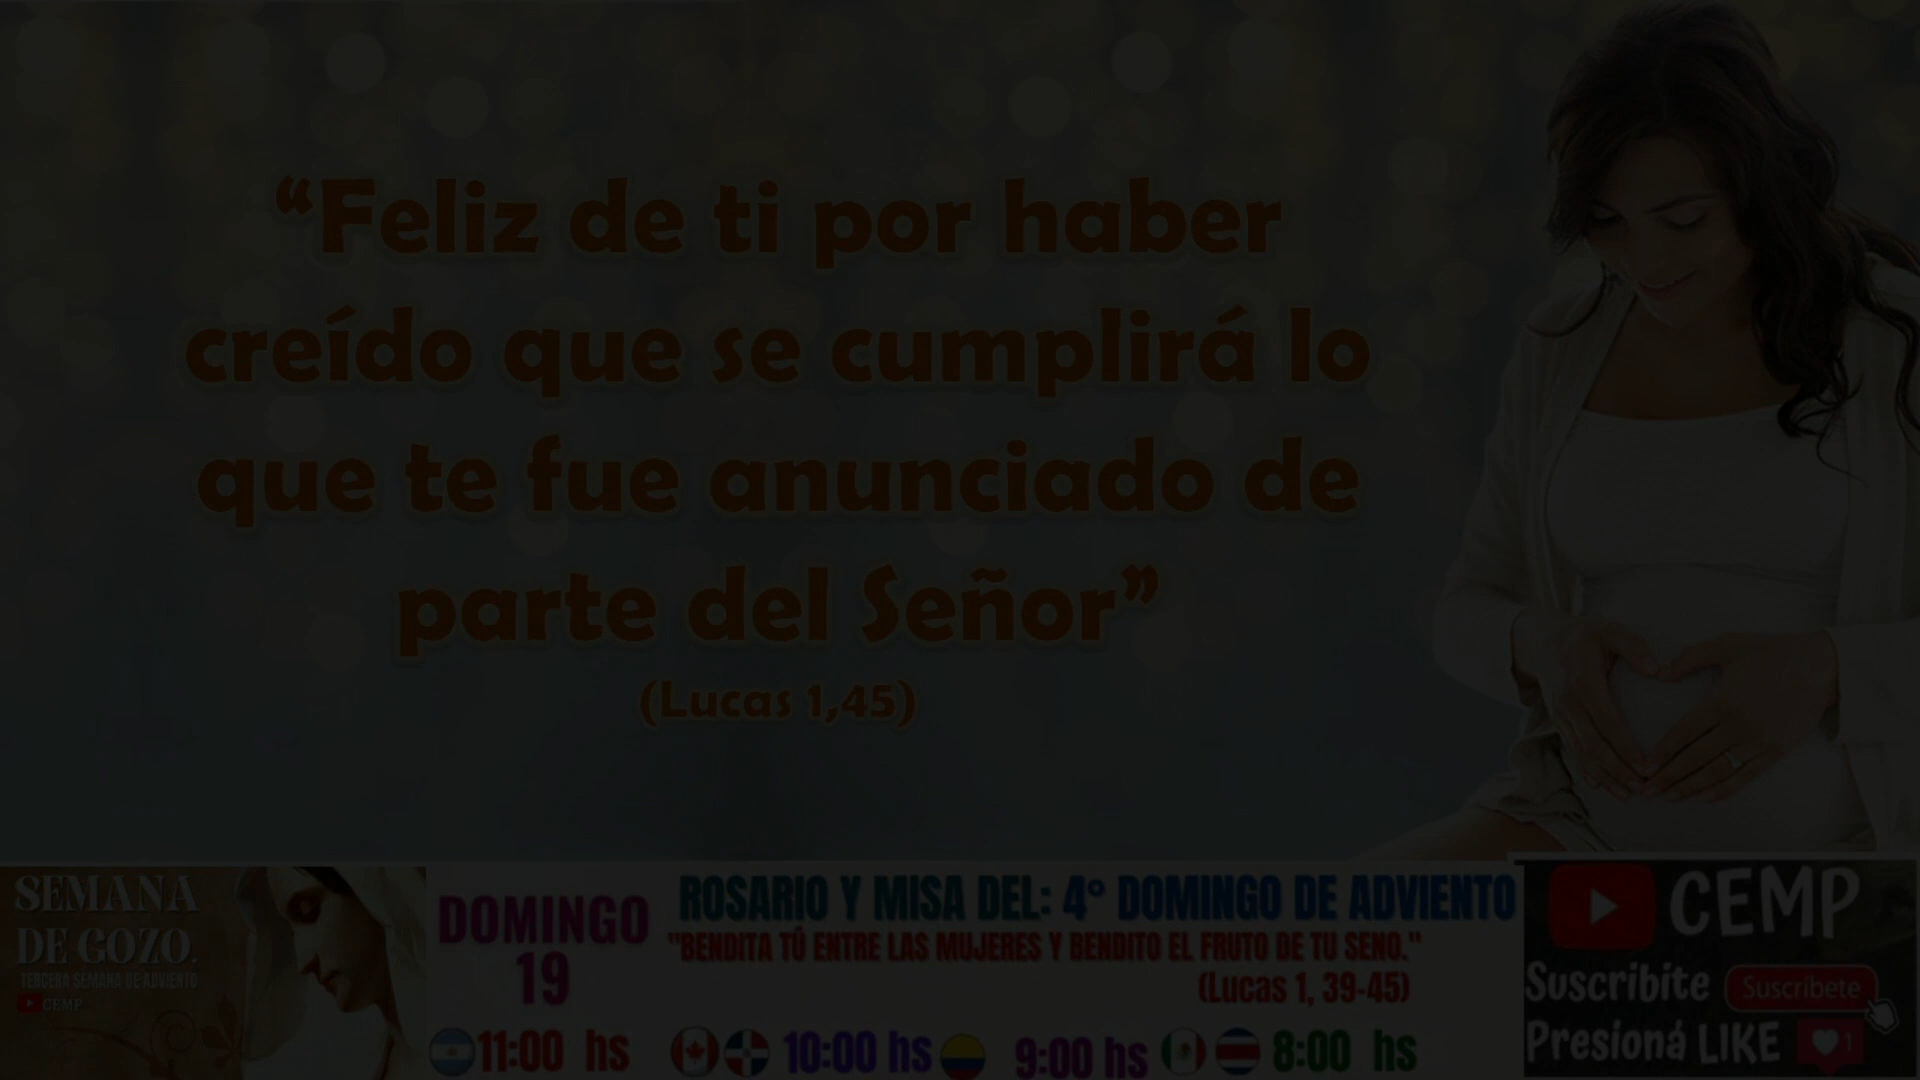 “Feliz de ti por haber
creído que se cumplirá lo
que te fue anunciado de
parte del Señor”
(Lucas 1,45)
SEMANA
DE GOZO.
TERCERA SEMANA DE ADVIENTO
CEMP
DOMINGO
19
ROSARIO Y MISA DEL: 4° DOMINGO DE ADVIENTO
"BENDITA TÚ ENTRE LAS MUJERES Y BENDITO EL FRUTO DE TU SENO."
(Lucas 1, 39-45)
11:00 hs 10:00 hs 9:00 hs 8:00 hs
CEMP
Suscribite Suscríbete
Presioná LIKE 1